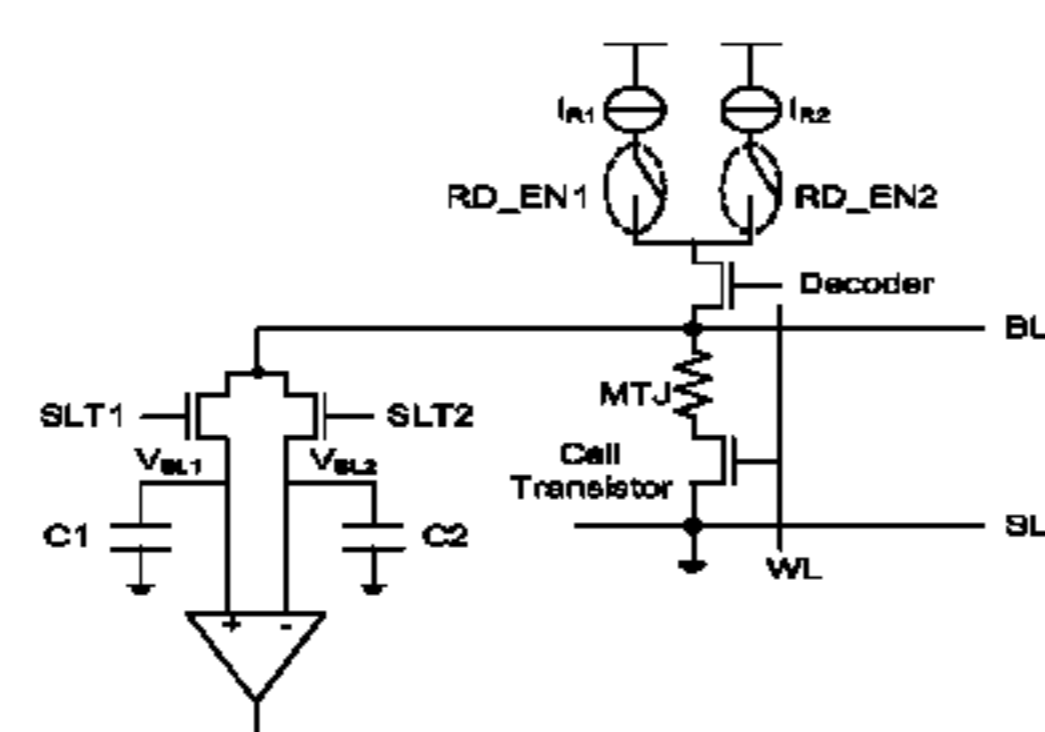 IR1
IR2
RD_EN1
RD_EN2
Decoder
BL
MTJ
SLT1
SLT2
VBL1
VBL2
Cell
Transistor
C1
C2
SL
WL
+
-